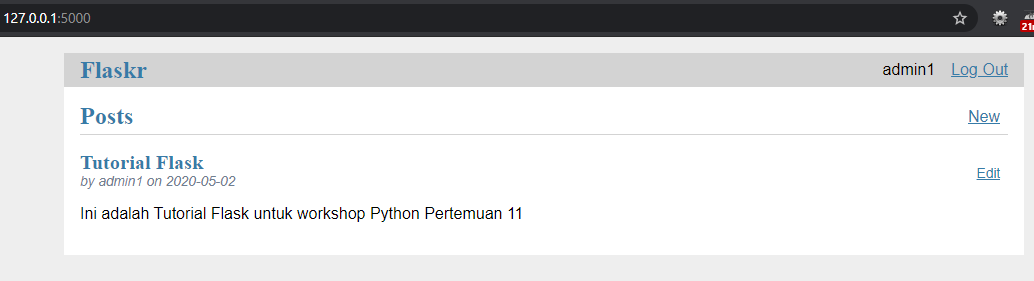 127.0.0.1:5000
21
Flaskr admin1 Log Out
Posts New
Tutorial Flask
by admin1 on 2020-05-02
Edit
Ini adalah Tutorial Flask untuk workshop Python Pertemuan 11